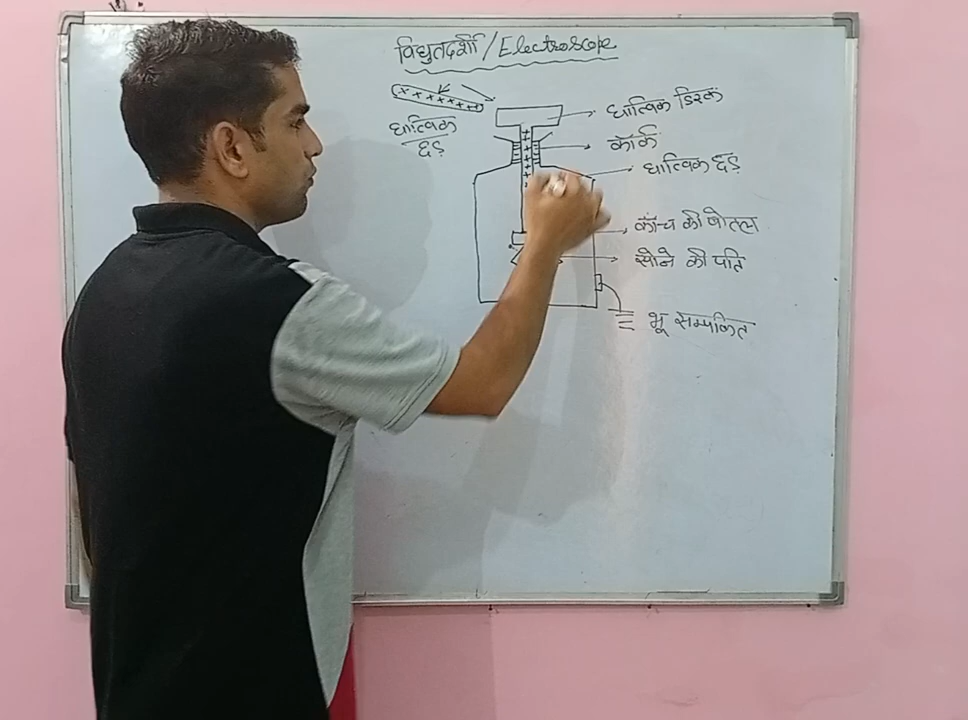 विद्युतदर्शी / Electroscope
धात्विक
छड़
धात्विक डिस्क
कॉर्क
धात्विक छड़
काँच की बोतल
सोने की पति
भू सम्पर्कित